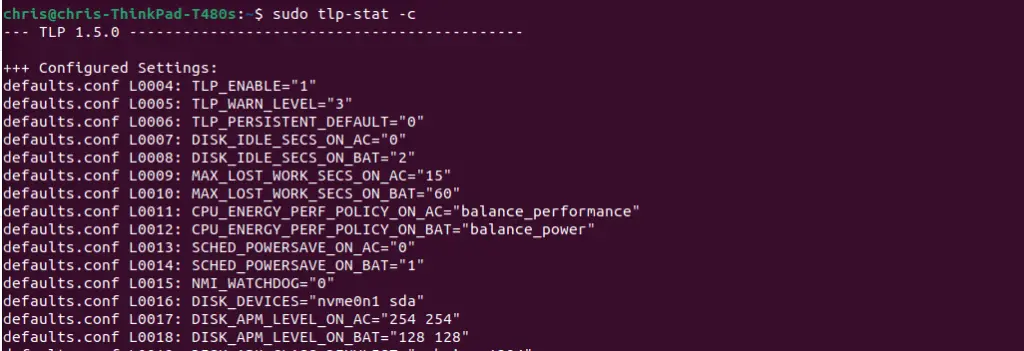 chris@chris-ThinkPad-T480s:~$ sudo tlp-stat -c
--- TLP 1.5.0 --------------------------------------------
+++ Configured Settings:
defaults.conf L0004: TLP_ENABLE="1"
defaults.conf L0005: TLP_WARN_LEVEL="3"
defaults.conf L0006: TLP_PERSISTENT_DEFAULT="0"
defaults.conf L0007: DISK_IDLE_SECS_ON_AC="0"
defaults.conf L0008: DISK_IDLE_SECS_ON_BAT="2"
defaults.conf L0009: MAX_LOST_WORK_SECS_ON_AC="15"
defaults.conf L0010: MAX_LOST_WORK_SECS_ON_BAT="60"
defaults.conf L0011: CPU_ENERGY_PERF_POLICY_ON_AC="balance_performance"
defaults.conf L0012: CPU_ENERGY_PERF_POLICY_ON_BAT="balance_power"
defaults.conf L0013: SCHED_POWERSAVE_ON_AC="0"
defaults.conf L0014: SCHED_POWERSAVE_ON_BAT="1"
defaults.conf L0015: NMI_WATCHDOG="0"
defaults.conf L0016: DISK_DEVICES="nvme0n1 sda"
defaults.conf L0017: DISK_APM_LEVEL_ON_AC="254 254"
defaults.conf L0018: DISK_APM_LEVEL_ON_BAT="128 128"